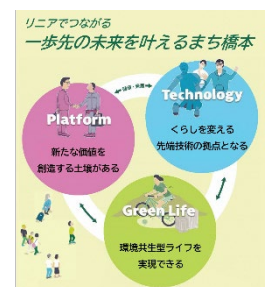 リニアでつながる
一歩先の未来を叶えるまち橋本
Platform
新たな価値を
創造する土壌がある
Technology
くらしを変える
先端技術の拠点となる
Green Life
環境共生型ライフを
実現できる